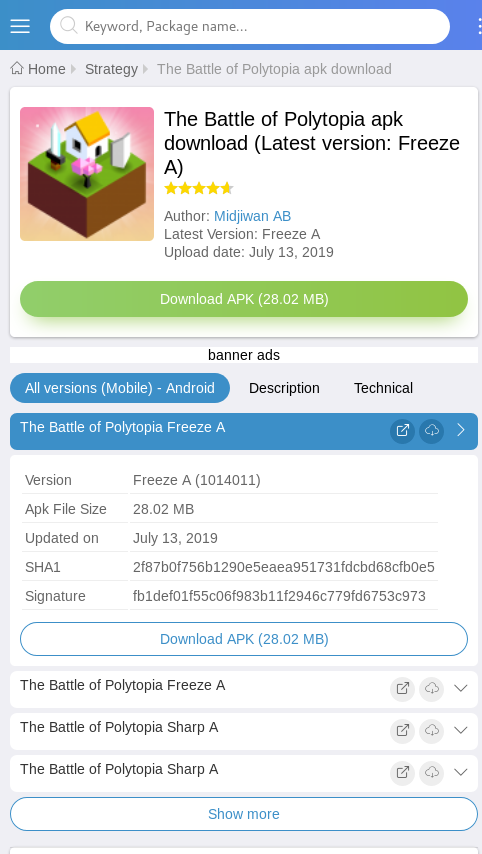 Keyword, Package name...
Home Strategy The Battle of Polytopia apk download
The Battle of Polytopia apk
download (Latest version: Freeze
A)
Author: Midjiwan AB
Latest Version: Freeze A
Upload date: July 13, 2019
Download APK (28.02 MB)
banner ads
All versions (Mobile) - Android Description Technical
The Battle of Polytopia Freeze A
Version Freeze A (1014011)
Apk File Size 28.02 MB
Updated on July 13, 2019
SHA1 2f87b0f756b1290e5eaea951731fdcbd68cfb0e5
Signature fb1def01f55c06f983b11f2946c779fd6753c973
Download APK (28.02 MB)
The Battle of Polytopia Freeze A
The Battle of Polytopia Sharp A
The Battle of Polytopia Sharp A
Show more